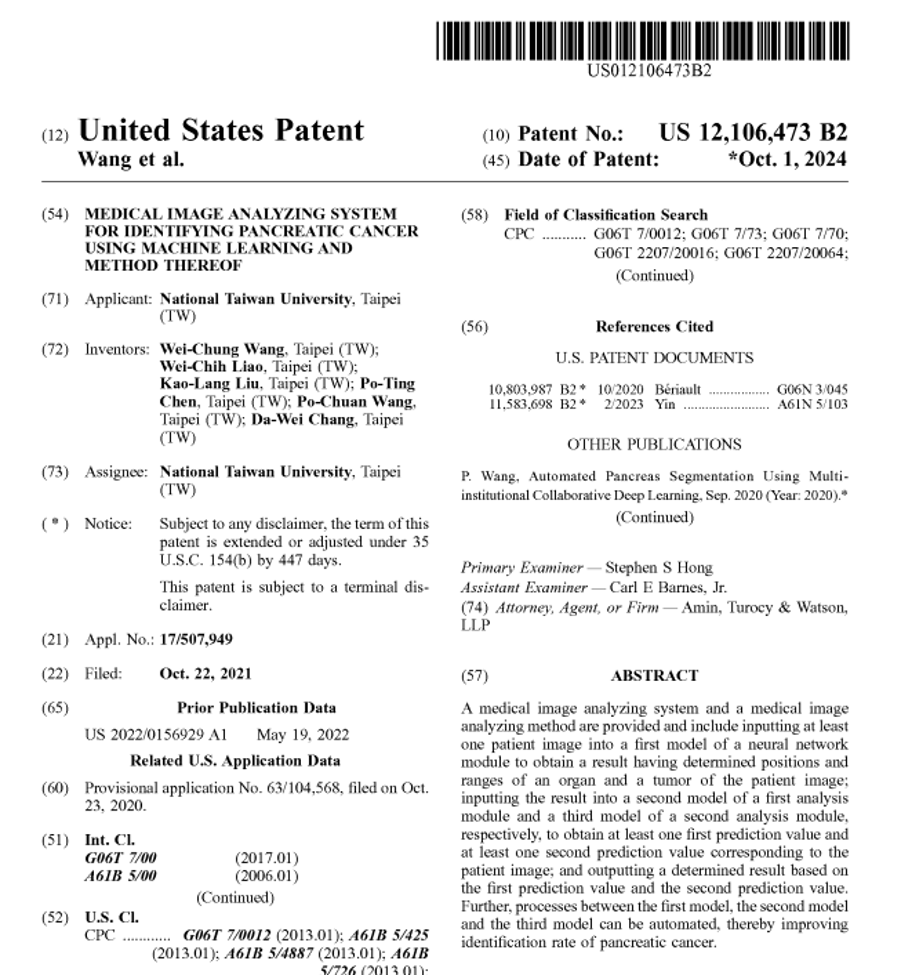 US012106473B2
(12) United States Patent
Wang et al.
(10) Patent No.: US 12,106,473 B2
(45) Date of Patent: *Oct. 1, 2024
(54) MEDICAL IMAGE ANALYZING SYSTEM
FOR IDENTIFYING PANCREATIC CANCER
USING MACHINE LEARNING AND
METHOD THEREOF
(71) Applicant: National Taiwan University, Taipei
(TW)
(72) Inventors: Wei-Chung Wang, Taipei (TW);
Wei-Chih Liao, Taipei (TW);
Kao-Lang Liu, Taipei (TW); Po-Ting
Chen, Taipei (TW); Po-Chuan Wang,
Taipei (TW); Da-Wei Chang, Taipei
(TW)
(73) Assignee: National Taiwan University, Taipei
(TW)
( * ) Notice: Subject to any disclaimer, the term of this
patent is extended or adjusted under 35
U.S.C. 154(b) by 447 days.
This patent is subject to a terminal dis-
claimer.
(21) Appl. No.: 17/507,949
(22) Filed: Oct. 22, 2021
(65) Prior Publication Data
US 2022/0156929 A1 May 19, 2022
Related U.S. Application Data
(60) Provisional application No. 63/104,568, filed on Oct.
23, 2020.
(51) Int. Cl.
G06T 7/00 (2017.01)
A61B 5/00 (2006.01)
(Continued)
(52) U.S. Cl.
CPC ............ G06T 7/0012 (2013.01); A61B 5/425
(2013.01); A61B 5/4887 (2013.01); A61B
5/726 (2013.01);
(58) Field of Classification Search
CPC ........... G06T 7/0012; G06T 7/73; G06T 7/70;
G06T 2207/20016; G06T 2207/20064;
(Continued)
(56) References Cited
U.S. PATENT DOCUMENTS
10,803,987 B2 * 10/2020 Bériault ................. G06N 3/045
11,583,698 B2 * 2/2023 Yin ........................ A61N 5/103
OTHER PUBLICATIONS
P. Wang, Automated Pancreas Segmentation Using Multi-
institutional Collaborative Deep Learning, Sep. 2020 (Year: 2020).*
(Continued)
Primary Examiner — Stephen S Hong
Assistant Examiner — Carl E Barnes, Jr.
(74) Attorney, Agent, or Firm — Amin, Turocy & Watson,
LLP
(57) ABSTRACT
A medical image analyzing system and a medical image
analyzing method are provided and include inputting at least
one patient image into a first model of a neural network
module to obtain a result having determined positions and
ranges of an organ and a tumor of the patient image;
inputting the result into a second model of a first analysis
module and a third model of a second analysis module,
respectively, to obtain at least one first prediction value and
at least one second prediction value corresponding to the
patient image; and outputting a determined result based on
the first prediction value and the second prediction value.
Further, processes between the first model, the second model
and the third model can be automated, thereby improving
identification rate of pancreatic cancer.